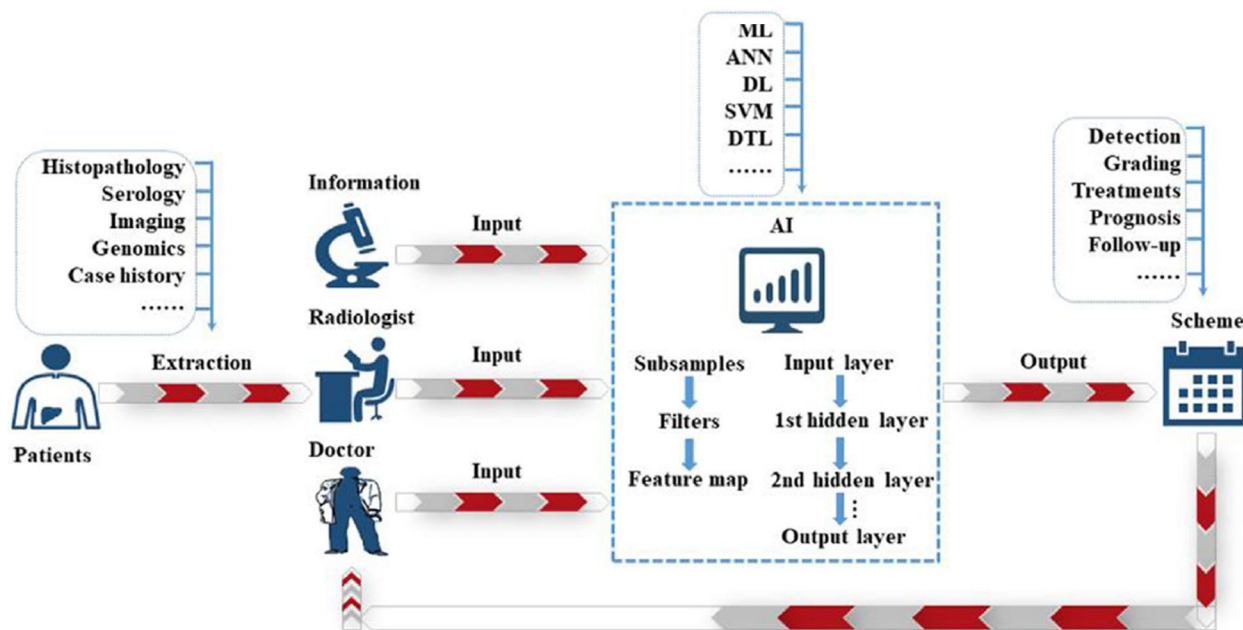 ML
ANN
DL
SVM
DTL
......
Histopathology
Serology
Imaging
Genomics
Case history
......
Detection
Grading
Treatments
Prognosis
Follow-up
......
Information
Input
Radiologist
Input
Doctor
Input
Extraction
Patients
AI
Subsamples
Filters
Feature map
Input layer
1st hidden layer
2nd hidden layer
⋮
Output layer
Output
Scheme